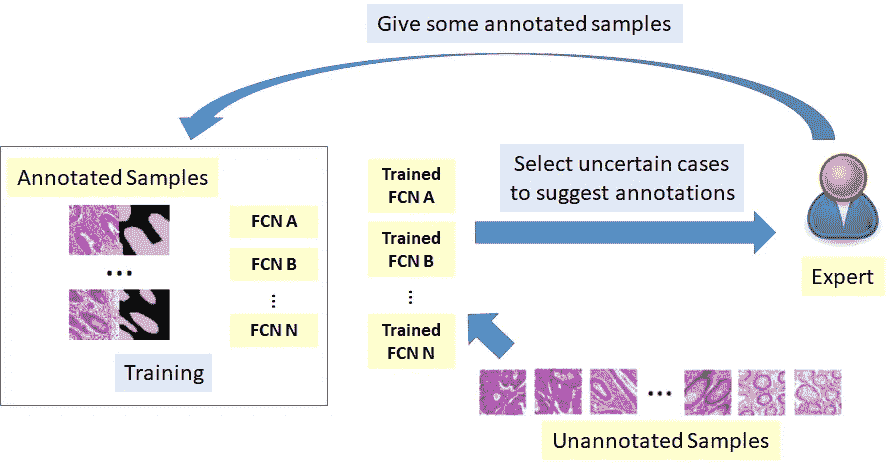 Give some annotated samples
Annotated Samples
FCN A
FCN B
...
FCN N
...
Training
Trained
FCN A
Trained
FCN B
...
Trained
FCN N
Select uncertain cases
to suggest annotations
Expert
...
Unannotated Samples